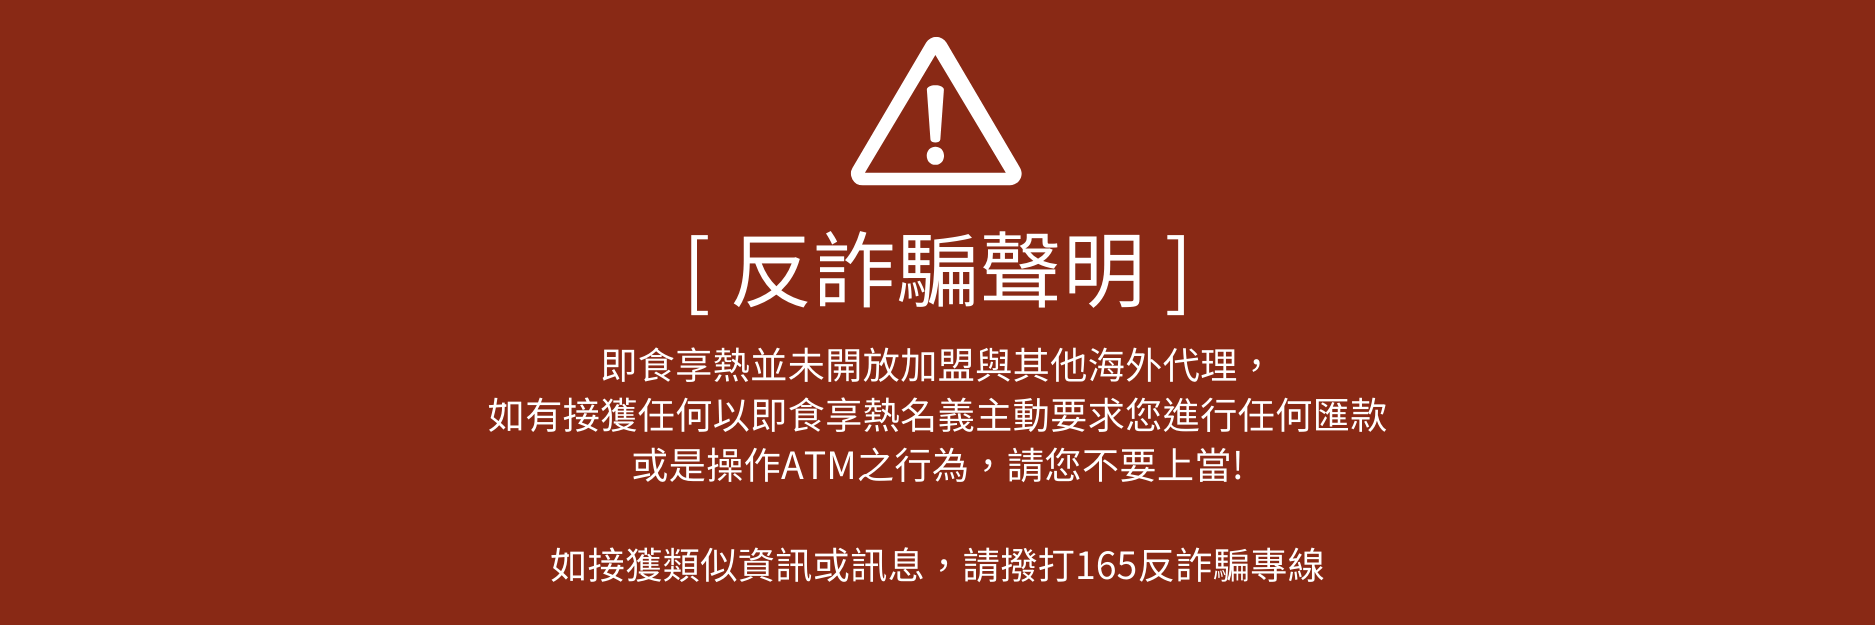 [ 反詐騙聲明 ]
即食享熱並未開放加盟與其他海外代理，
如有接獲任何以即食享熱名義主動要求您進行任何匯款
或是操作ATM之行為，請您不要上當!
如接獲類似資訊或訊息，請撥打165反詐騙專線